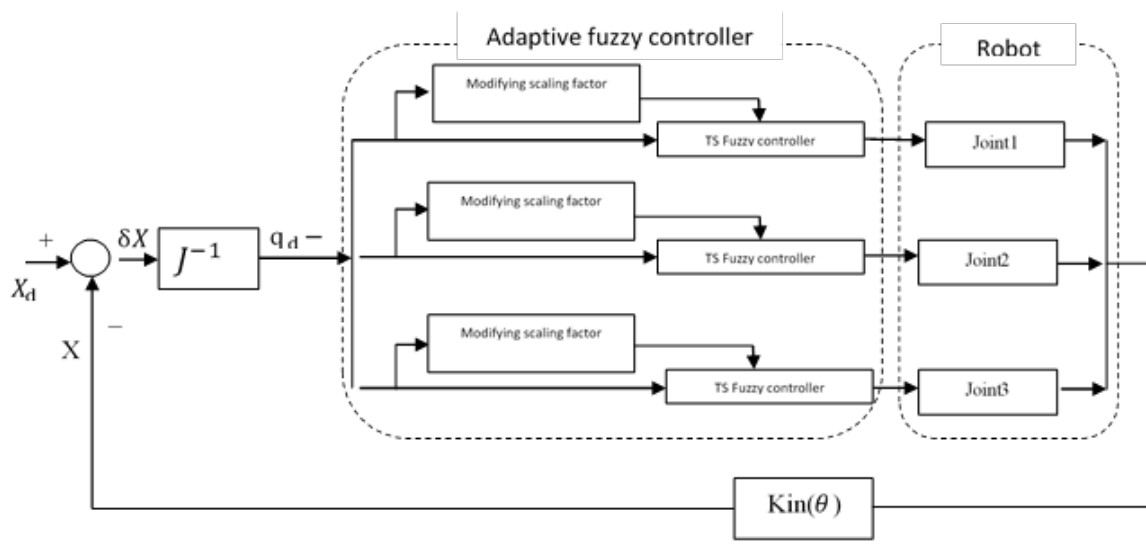 Adaptive fuzzy controller
Robot
Modifying scaling factor
TS Fuzzy controller
Joint1
Modifying scaling factor
TS Fuzzy controller
Joint2
+
δX
J⁻¹
q_d −
X_d
−
X
Modifying scaling factor
TS Fuzzy controller
Joint3
Kin(θ)